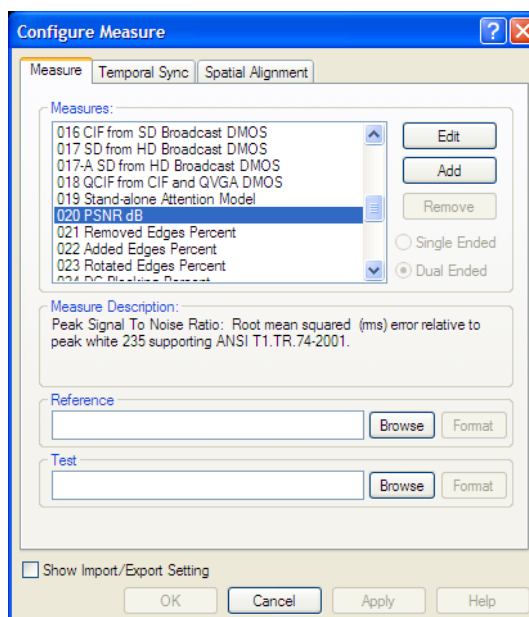 Configure Measure
Measure
Temporal Sync
Spatial Alignment
Measures:
016 CIF from SD Broadcast DMOS
017 SD from HD Broadcast DMOS
017-A SD from HD Broadcast DMOS
018 QCIF from CIF and QVGA DMOS
019 Stand-alone Attention Model
020 PSNR dB
021 Removed Edges Percent
022 Added Edges Percent
023 Rotated Edges Percent
024 DC Blocking Percent
Edit
Add
Remove
Single Ended
Dual Ended
Measure Description:
Peak Signal To Noise Ratio: Root mean squared (ms) error relative to
peak white 235 supporting ANSI T1.TR.74-2001.
Reference
Browse
Format
Test
Browse
Format
Show Import/Export Setting
OK
Cancel
Apply
Help